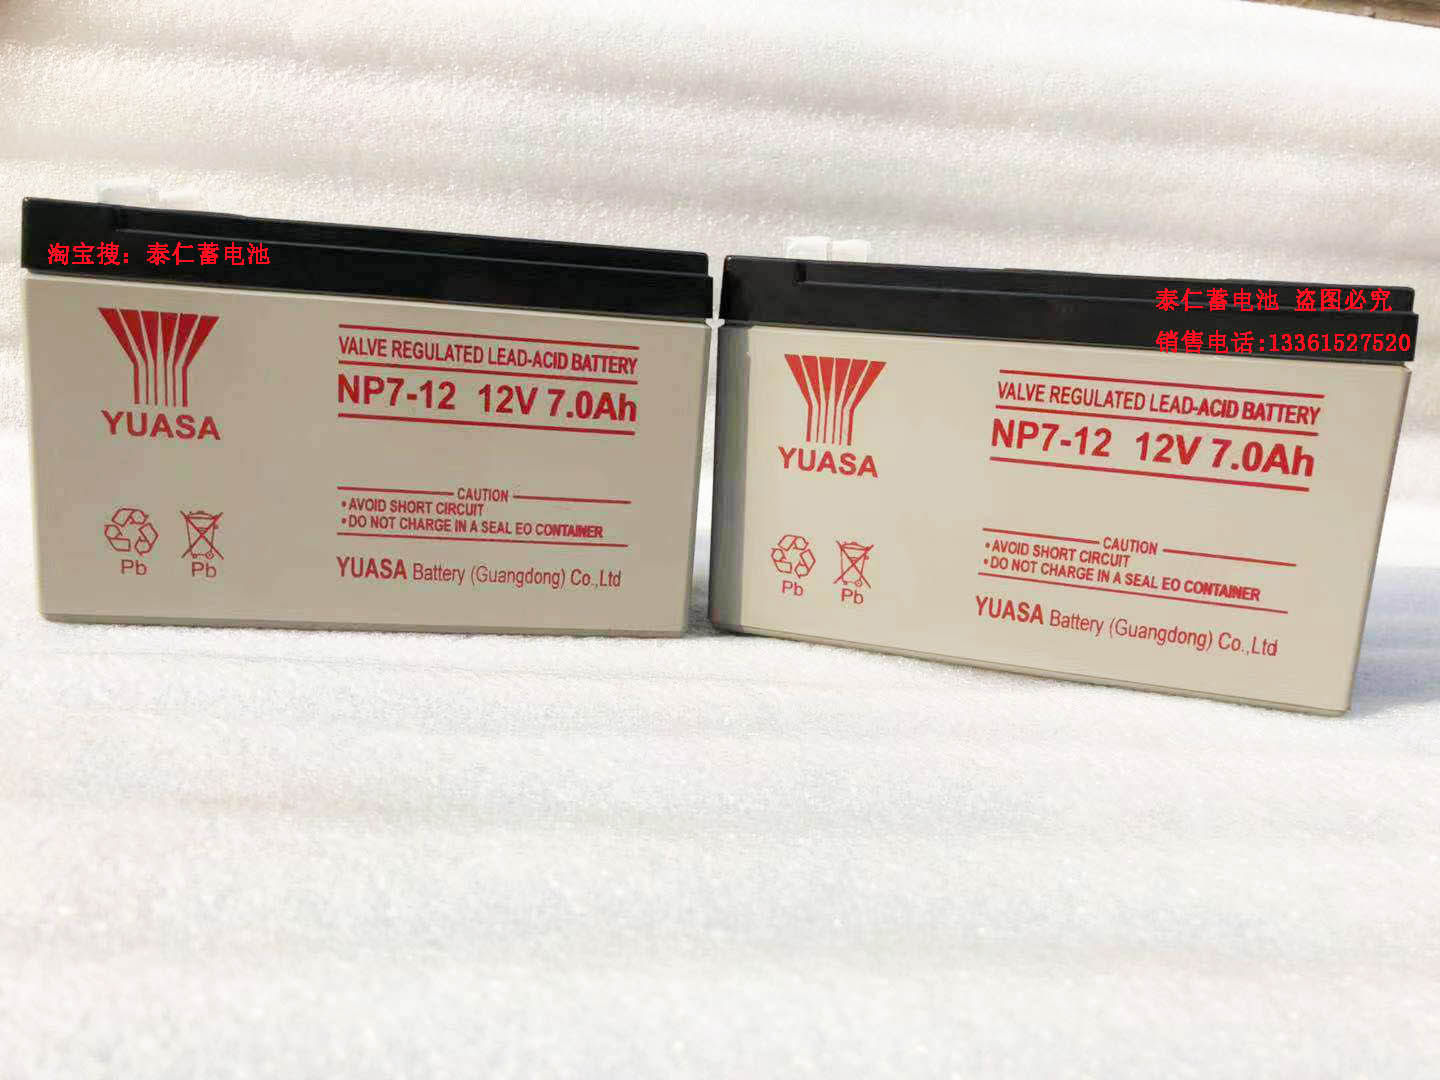 淘宝搜：泰仁蓄电池
YUASA
VALVE REGULATED LEAD-ACID BATTERY
NP7-12 12V 7.0Ah
CAUTION
•AVOID SHORT CIRCUIT
•DO NOT CHARGE IN A SEAL EO CONTAINER
Pb Pb
YUASA Battery (Guangdong) Co.,Ltd
泰仁蓄电池 盗图必究
销售电话:13361527520
YUASA
VALVE REGULATED LEAD-ACID BATTERY
NP7-12 12V 7.0Ah
CAUTION
•AVOID SHORT CIRCUIT
•DO NOT CHARGE IN A SEAL EO CONTAINER
Pb Pb
YUASA Battery (Guangdong) Co.,Ltd